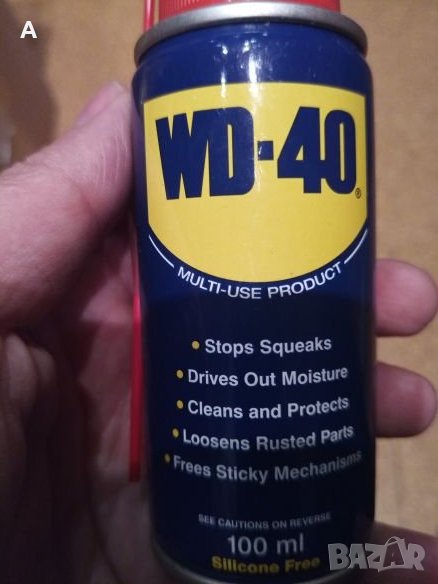 A
WD-40®
MULTI-USE PRODUCT
• Stops Squeaks
• Drives Out Moisture
• Cleans and Protects
• Loosens Rusted Parts
• Frees Sticky Mechanisms
SEE CAUTIONS ON REVERSE
100 ml
Silicone Free
BAZAR